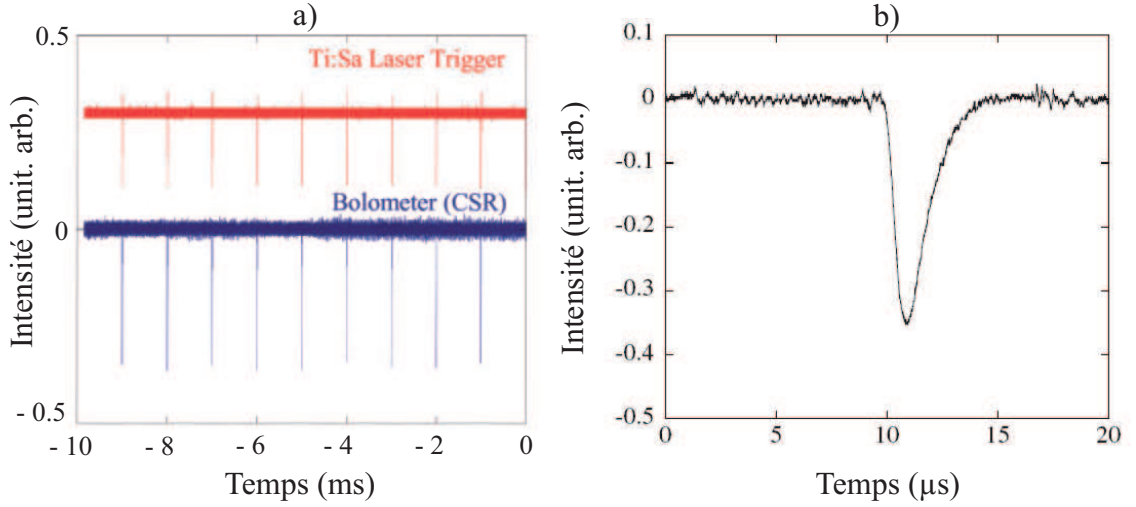 a)
Intensité (unit. arb.)
0.5
0
- 0.5
Ti:Sa Laser Trigger
Bolometer (CSR)
- 10 - 8 - 6 - 4 - 2 0
Temps (ms)
b)
Intensité (unit. arb.)
0.1
0
-0.1
-0.2
-0.3
-0.4
-0.5
0 5 10 15 20
Temps (µs)